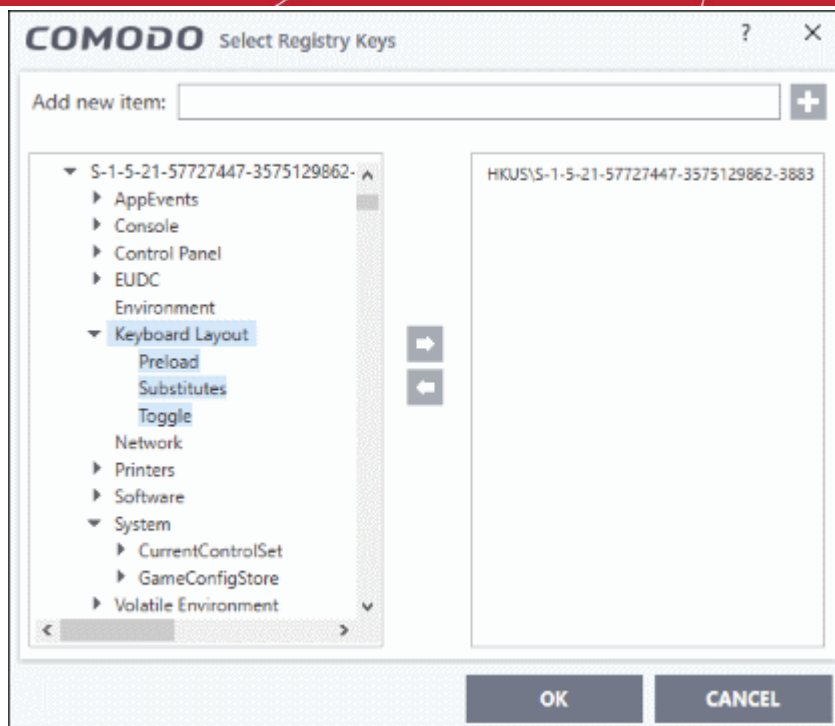 COMODO Select Registry Keys ? X
Add new item:
S-1-5-21-57727447-3575129862-
AppEvents
Console
Control Panel
EUDC
Environment
Keyboard Layout
Preload
Substitutes
Toggle
Network
Printers
Software
System
CurrentControlSet
GameConfigStore
Volatile Environment
HKUS\S-1-5-21-57727447-3575129862-3883
OK CANCEL